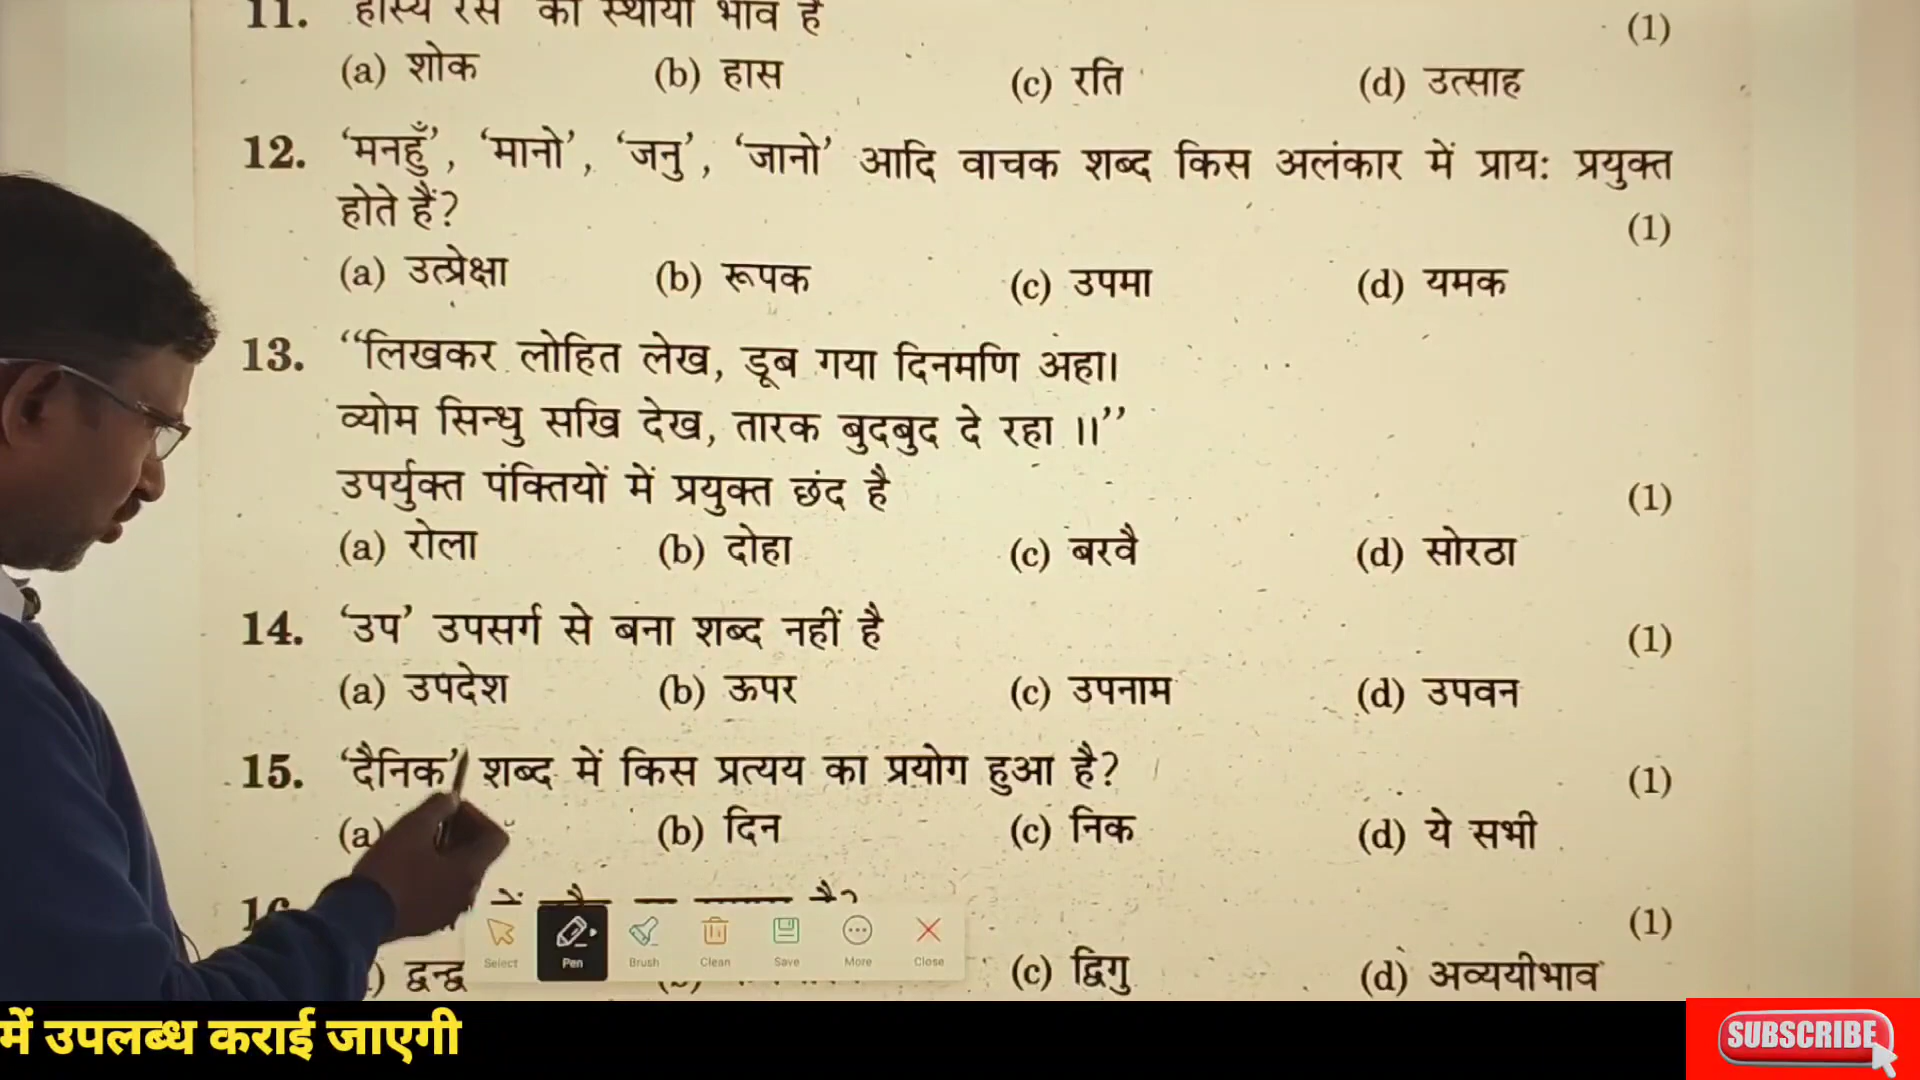 11. 'हास्य रस' का स्थायी भाव है (1)
(a) शोक (b) हास (c) रति (d) उत्साह
12. 'मनहुँ', 'मानो', 'जनु', 'जानो' आदि वाचक शब्द किस अलंकार में प्राय: प्रयुक्त
होते हैं? (1)
(a) उत्प्रेक्षा (b) रूपक (c) उपमा (d) यमक
13. "लिखकर लोहित लेख, डूब गया दिनमणि अहा।
व्योम सिन्धु सखि देख, तारक बुदबुद दे रहा ।।"
उपर्युक्त पंक्तियों में प्रयुक्त छंद है (1)
(a) रोला (b) दोहा (c) बरवै (d) सोरठा
14. 'उप' उपसर्ग से बना शब्द नहीं है (1)
(a) उपदेश (b) ऊपर (c) उपनाम (d) उपवन
15. 'दैनिक' शब्द में किस प्रत्यय का प्रयोग हुआ है? (1)
(a) (b) दिन (c) निक (d) ये सभी
(1)
द्वन्द्व (c) द्विगु (d) अव्ययीभाव
Select Pen Brush Clean Save More Close
में उपलब्ध कराई जाएगी
SUBSCRIBE